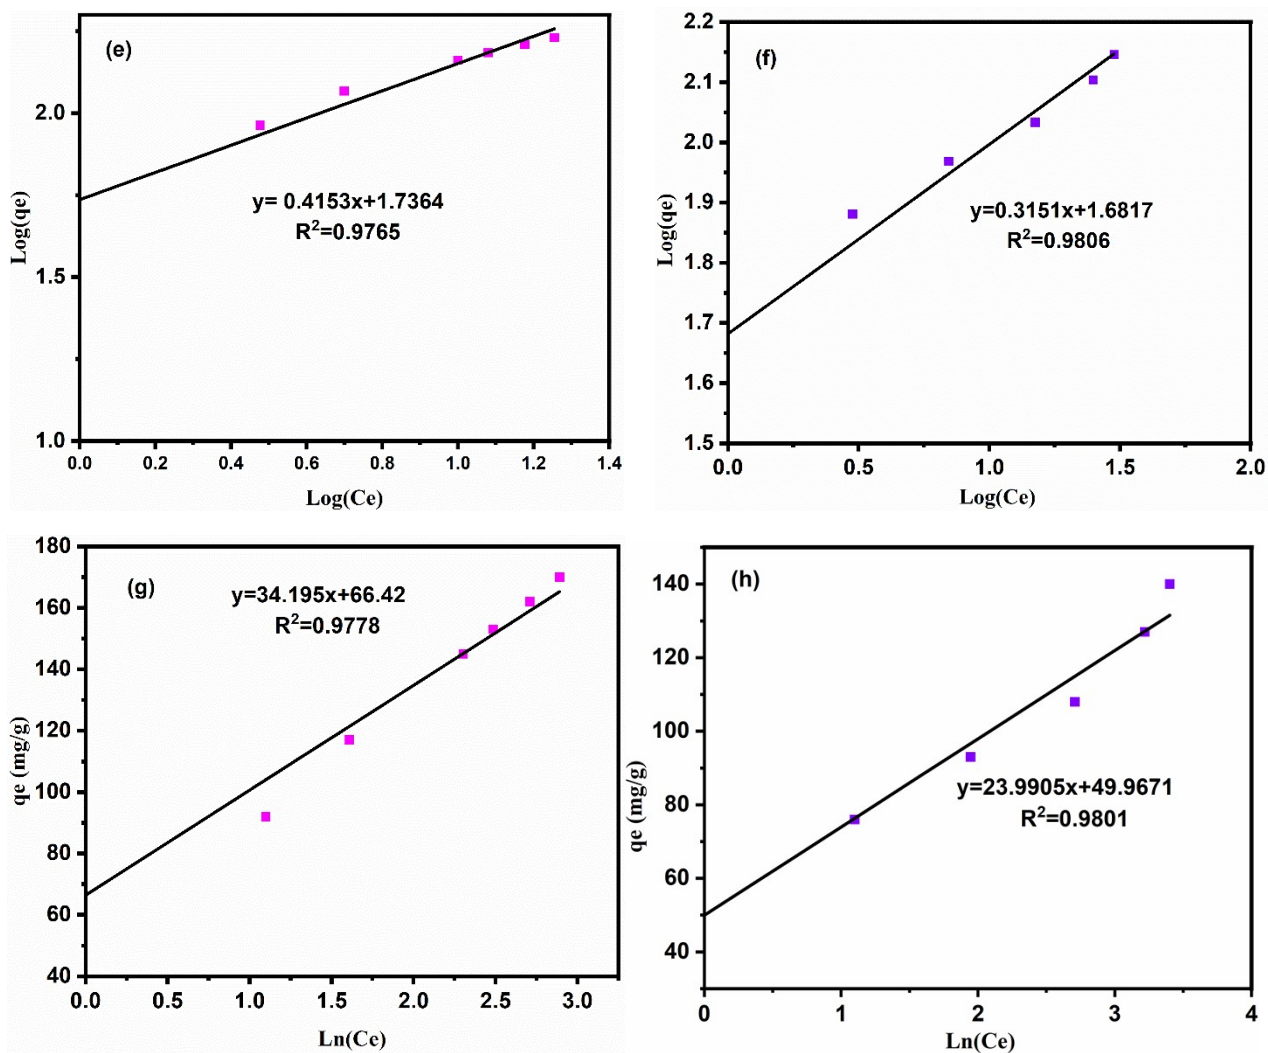 (e)
2.0
1.5
1.0
Log(qe)
y= 0.4153x+1.7364
R²=0.9765
0.0 0.2 0.4 0.6 0.8 1.0 1.2 1.4
Log(Ce)
(f)
2.2
2.1
2.0
1.9
1.8
1.7
1.6
1.5
Log(qe)
y=0.3151x+1.6817
R²=0.9806
0.0 0.5 1.0 1.5 2.0
Log(Ce)
(g)
180
160
140
120
100
80
60
40
qe (mg/g)
y=34.195x+66.42
R²=0.9778
0.0 0.5 1.0 1.5 2.0 2.5 3.0
Ln(Ce)
(h)
140
120
100
80
60
40
qe (mg/g)
y=23.9905x+49.9671
R²=0.9801
0 1 2 3 4
Ln(Ce)